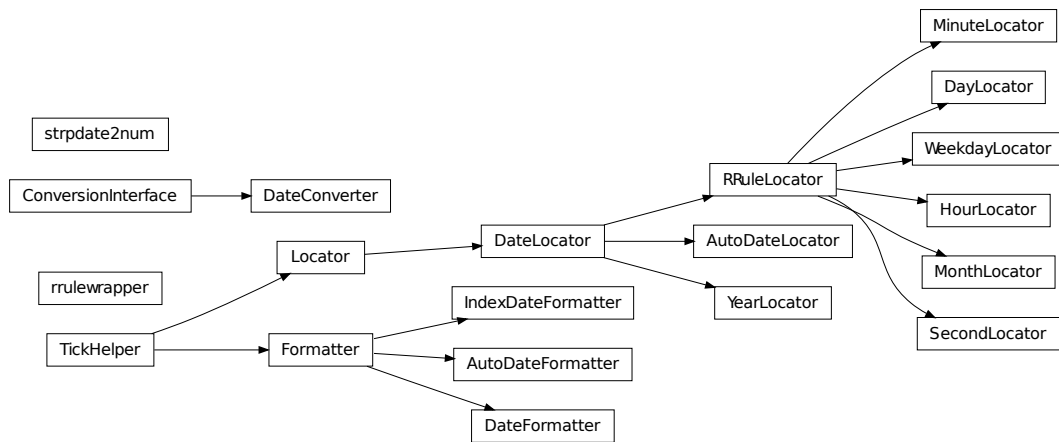 MinuteLocator
DayLocator
strpdate2num
WeekdayLocator
RRuleLocator
ConversionInterface
DateConverter
HourLocator
DateLocator
AutoDateLocator
Locator
MonthLocator
rrulewrapper
IndexDateFormatter
YearLocator
SecondLocator
TickHelper
Formatter
AutoDateFormatter
DateFormatter